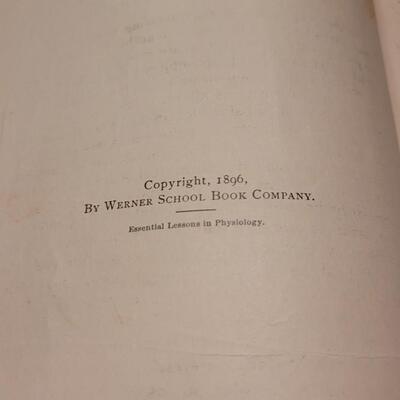 Copyright, 1896,
By Werner School Book Company.
Essential Lessons in Physiology.